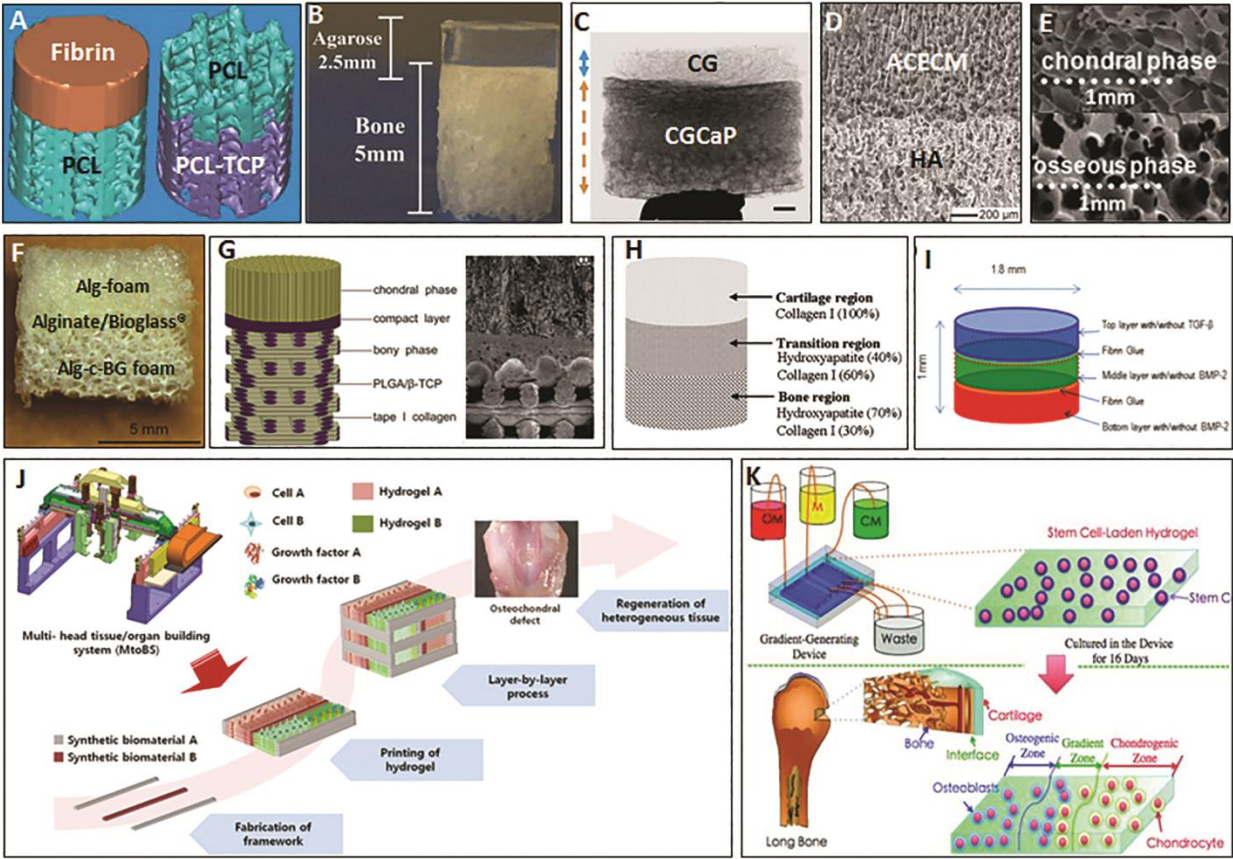 A
Fibrin
PCL
PCL
PCL-TCP
B
Agarose
2.5mm
Bone
5mm
C
CG
CGCaP
D
ACECM
HA
200 µm
E
chondral phase
1mm
osseous phase
1mm
F
Alg-foam
Alginate/Bioglass®
Alg-c-BG foam
5 mm
G
chondral phase
compact layer
bony phase
PLGA/β-TCP
tape I collagen
H
Cartilage region
Collagen I (100%)
Transition region
Hydroxyapatite (40%)
Collagen I (60%)
Bone region
Hydroxyapatite (70%)
Collagen I (30%)
I
1.8 mm
1 mm
Top layer with/without TGF-β
Fibrin Glue
Middle layer with/without BMP-2
Fibrin Glue
Bottom layer with/without BMP-2
J
Multi- head tissue/organ building
system (MtoBS)
Cell A
Cell B
Growth factor A
Growth factor B
Hydrogel A
Hydrogel B
Osteochondral
defect
Regeneration of
heterogeneous tissue
Layer-by-layer
process
Printing of
hydrogel
Synthetic biomaterial A
Synthetic biomaterial B
Fabrication of
framework
K
OM
M
CM
Gradient-Generating
Device
Waste
Stem Cell-Laden Hydrogel
Stem C
Cultured in the Device
for 16 Days
Cartilage
Bone
Interface
Long Bone
Osteogenic
Zone
Gradient
Zone
Chondrogenic
Zone
Osteoblasts
Chondrocyte